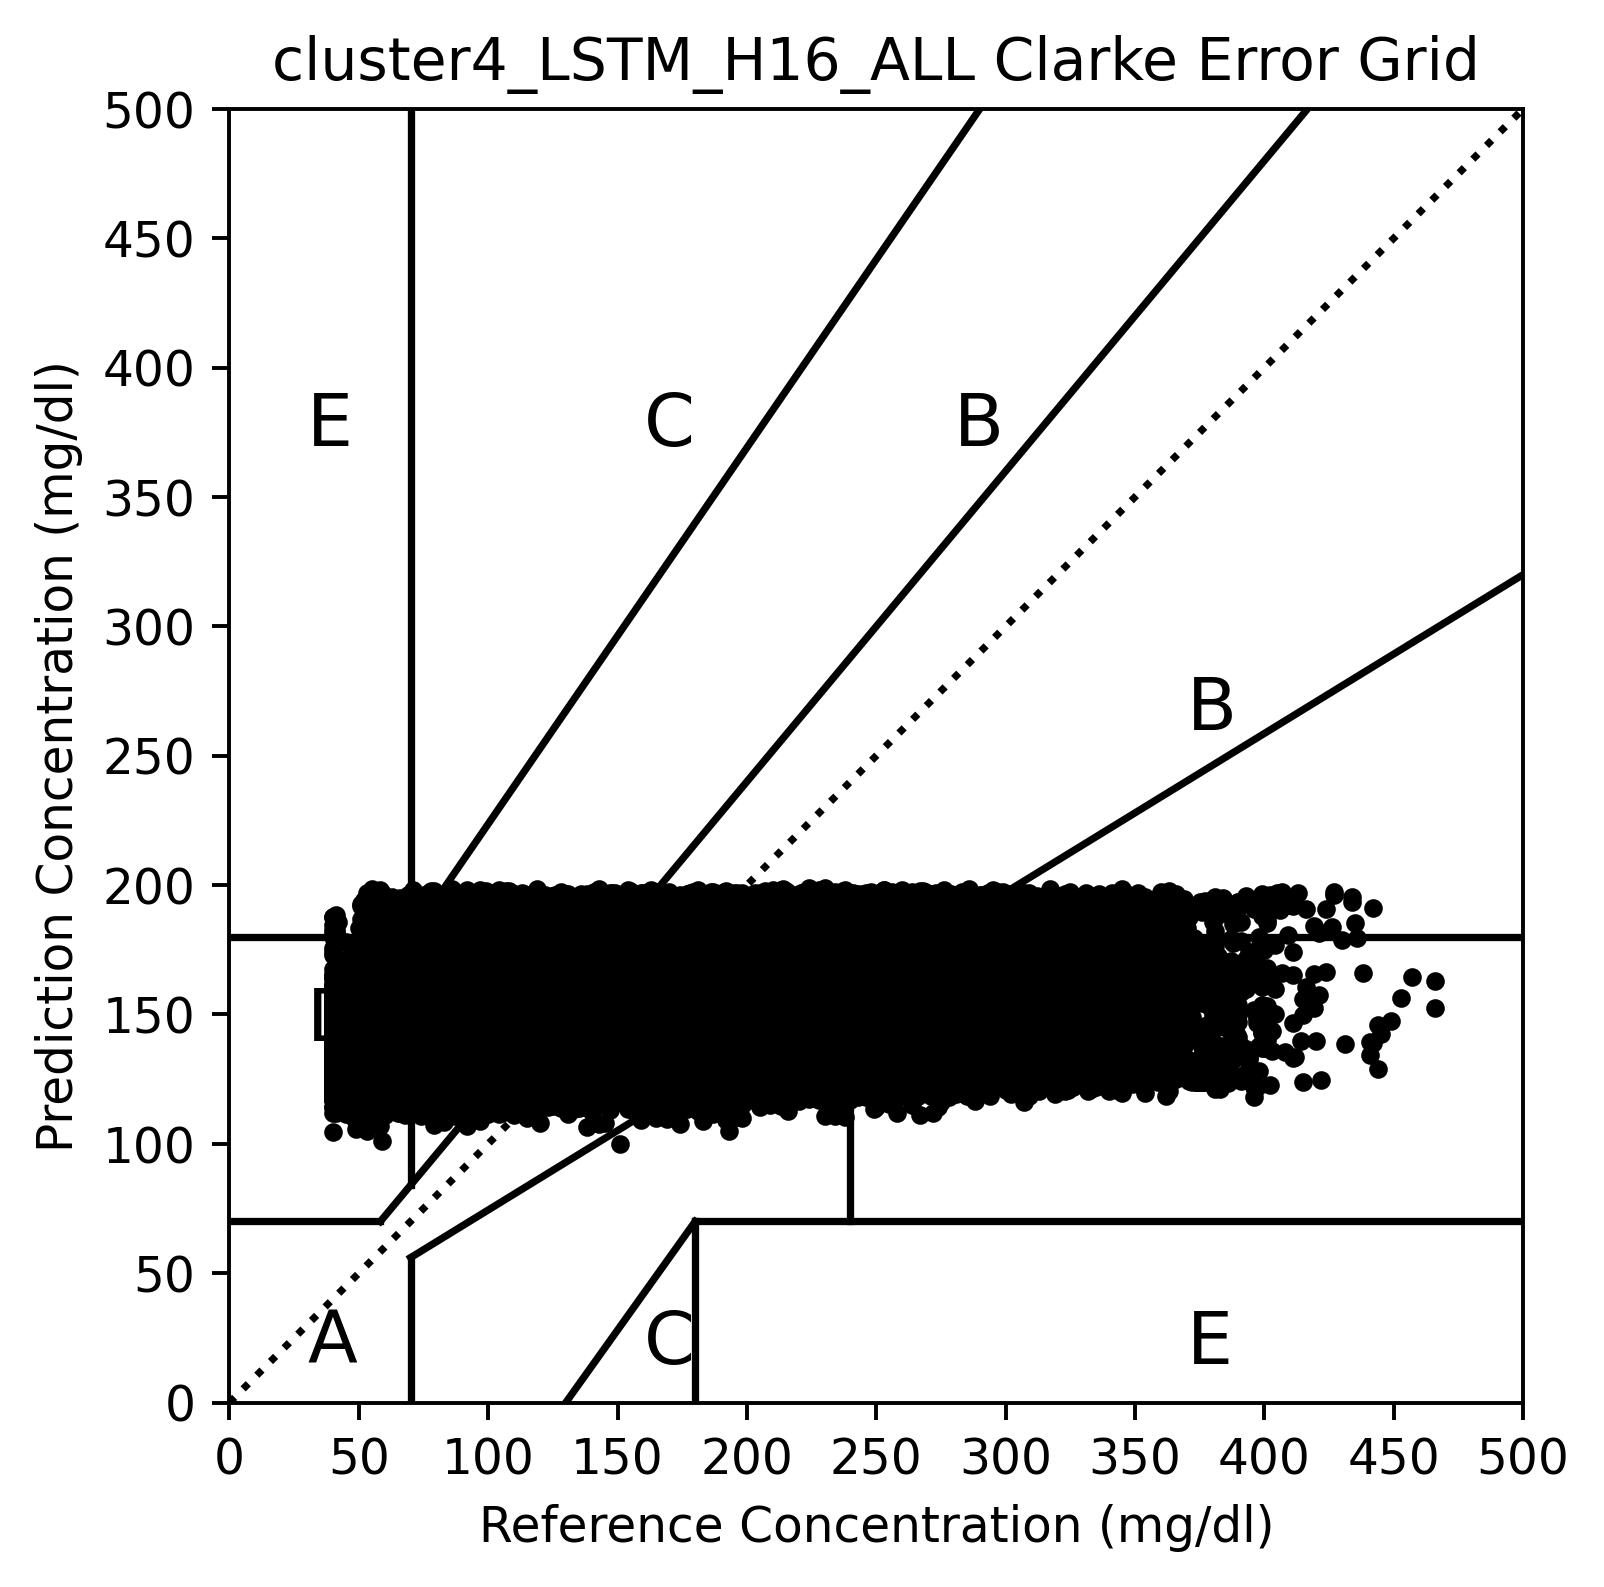 cluster4_LSTM_H16_ALL Clarke Error Grid
500
450
400
350
300
250
200
150
100
50
0
Prediction Concentration (mg/dl)
E
C
B
B
A
C
E
0 50 100 150 200 250 300 350 400 450 500
Reference Concentration (mg/dl)